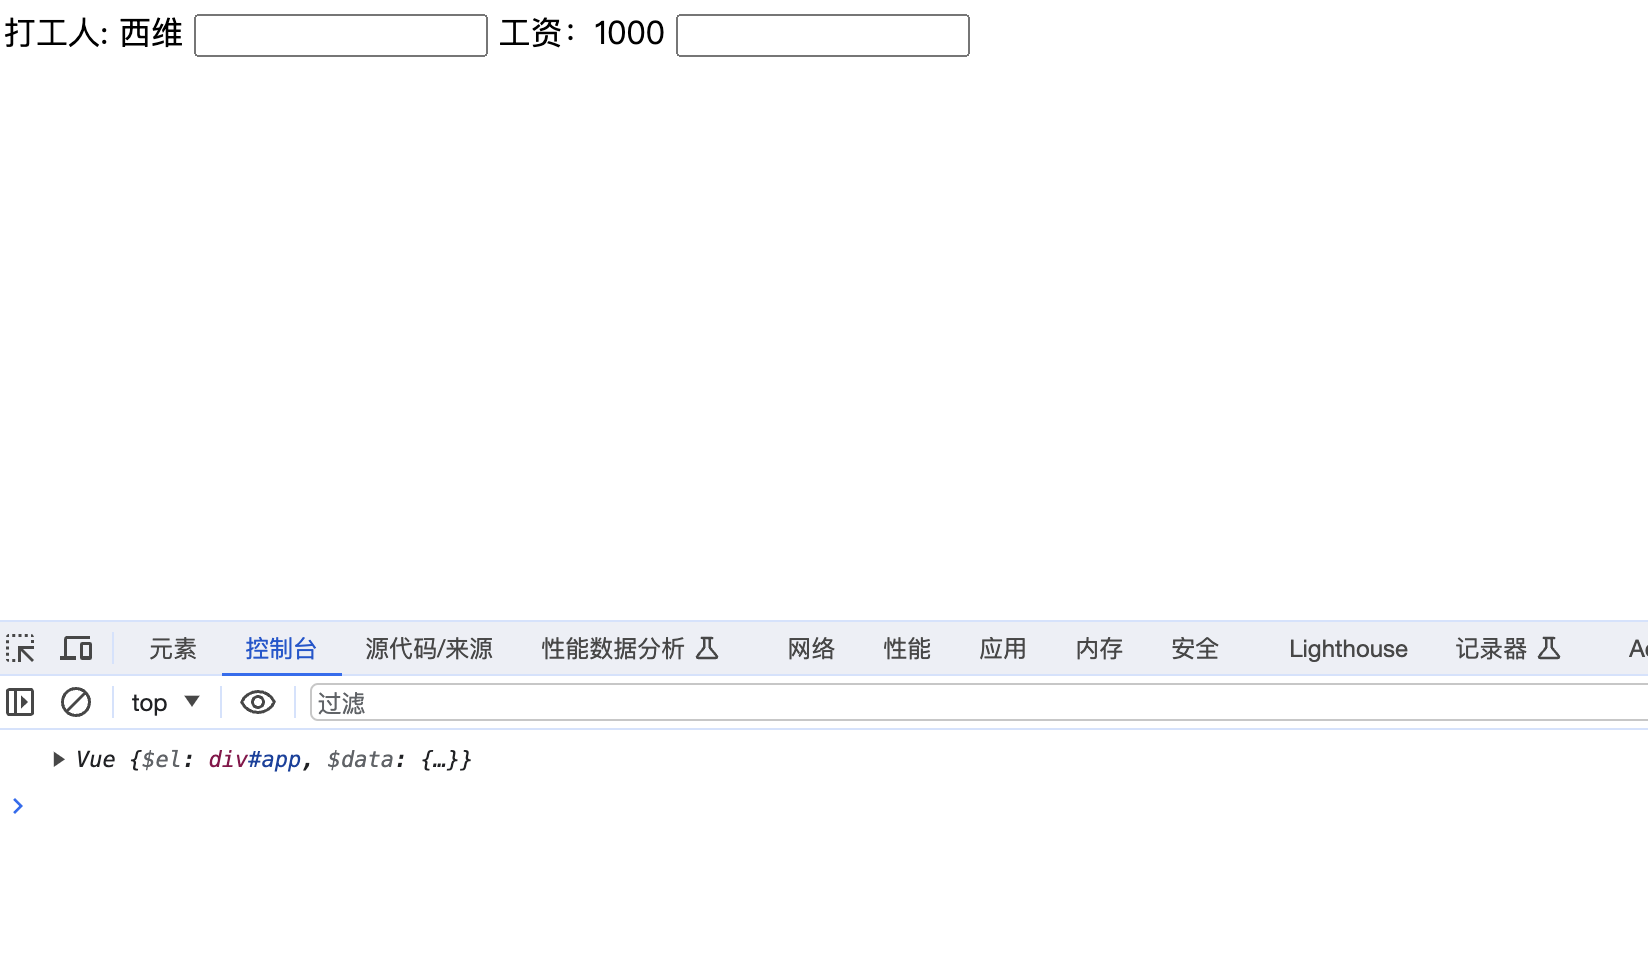 打工人: 西维 工资：1000
元素 控制台 源代码/来源 性能数据分析 网络 性能 应用 内存 安全 Lighthouse 记录器
top 过滤
Vue {$el: div#app, $data: {…}}